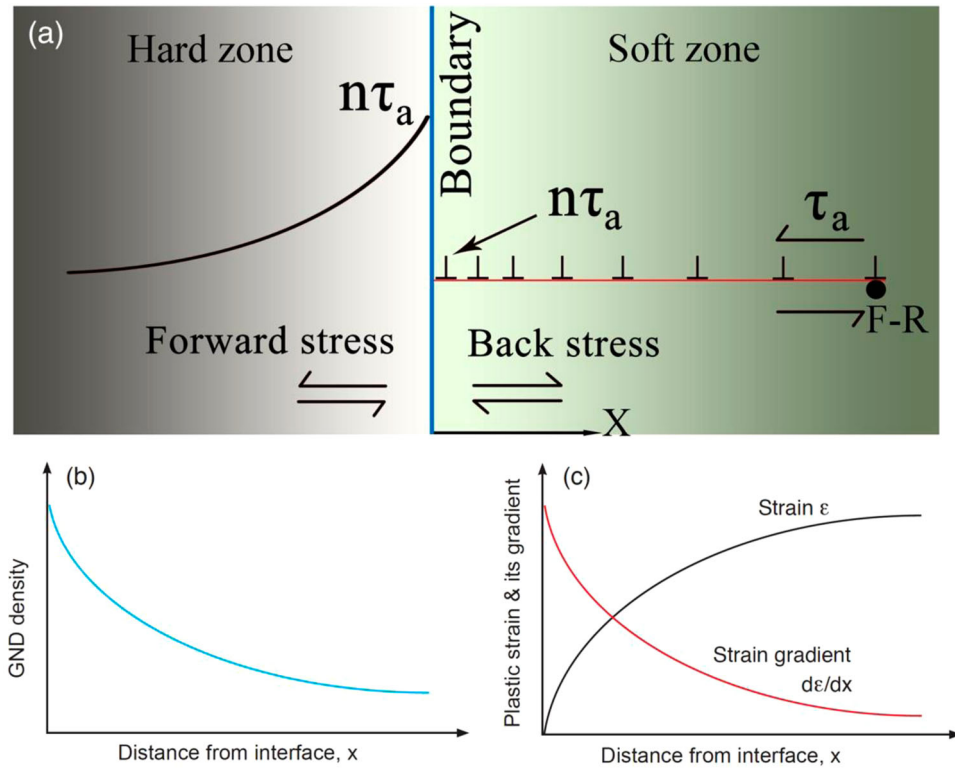 (a)
Hard zone
Boundary
Soft zone
nτa
nτa
τa
F-R
Forward stress
Back stress
X
(b)
GND density
Distance from interface, x
(c)
Plastic strain & its gradient
Strain ε
Strain gradient
dε/dx
Distance from interface, x